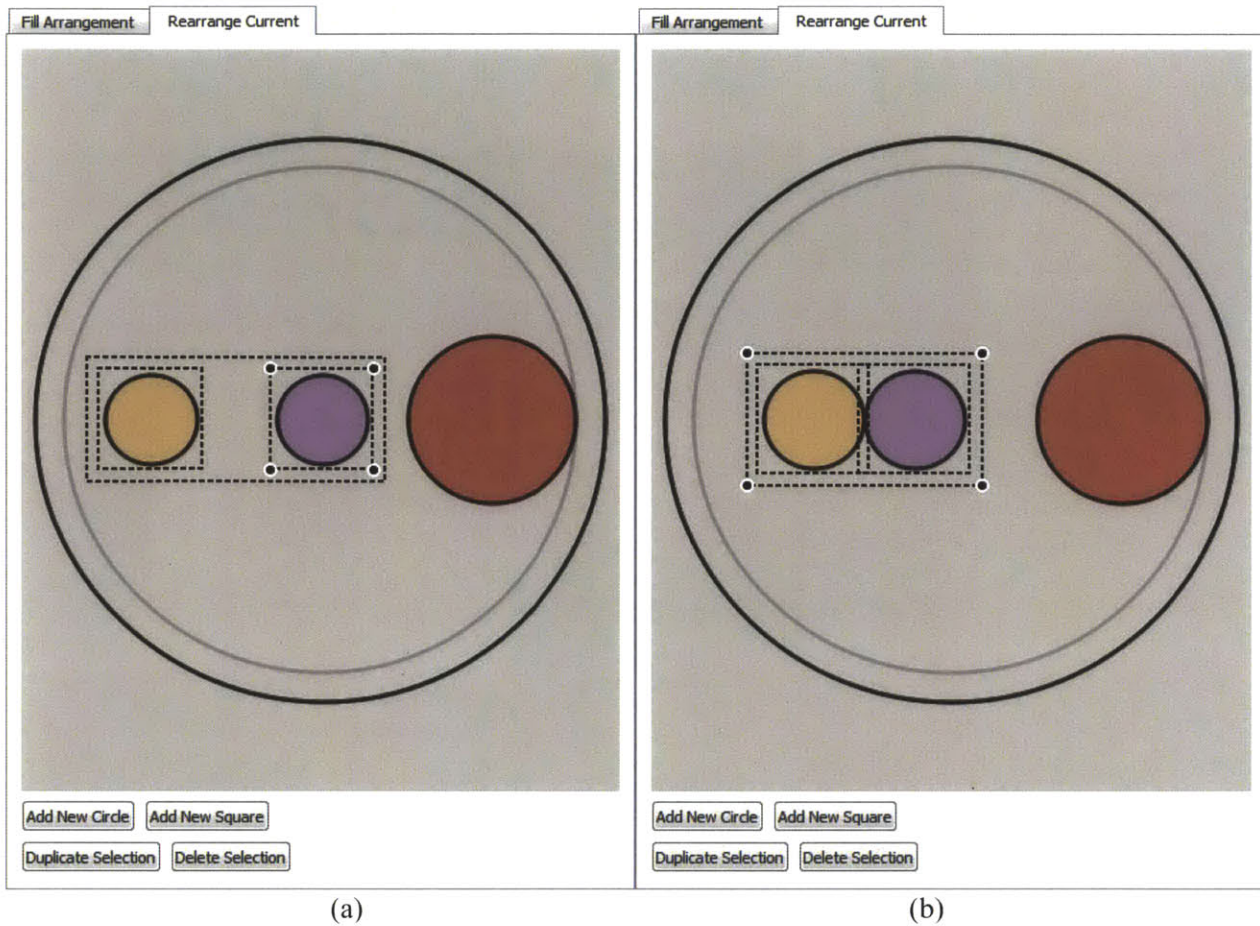 Fill Arrangement Rearrange Current Fill Arrangement Rearrange Current
Add New Circle Add New Square Add New Circle Add New Square
Duplicate Selection Delete Selection Duplicate Selection Delete Selection
(a) (b)